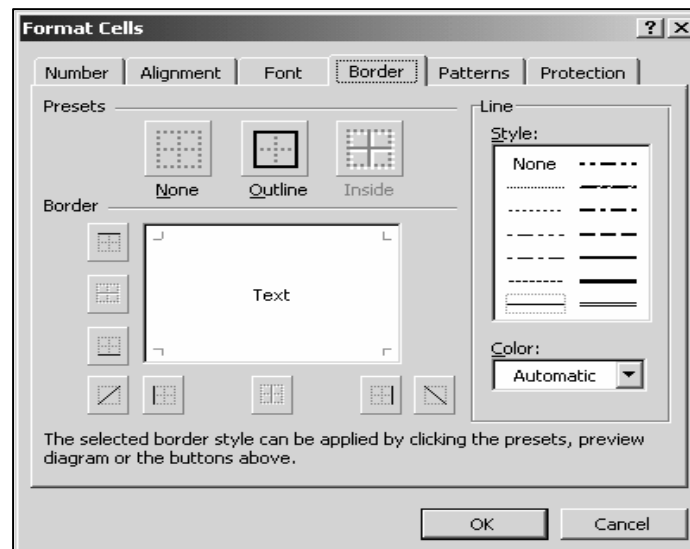 Format Cells
Number Alignment Font Border Patterns Protection
Presets
None Outline Inside
Border
Text
Line
Style:
None
Color:
Automatic
The selected border style can be applied by clicking the presets, preview
diagram or the buttons above.
OK Cancel